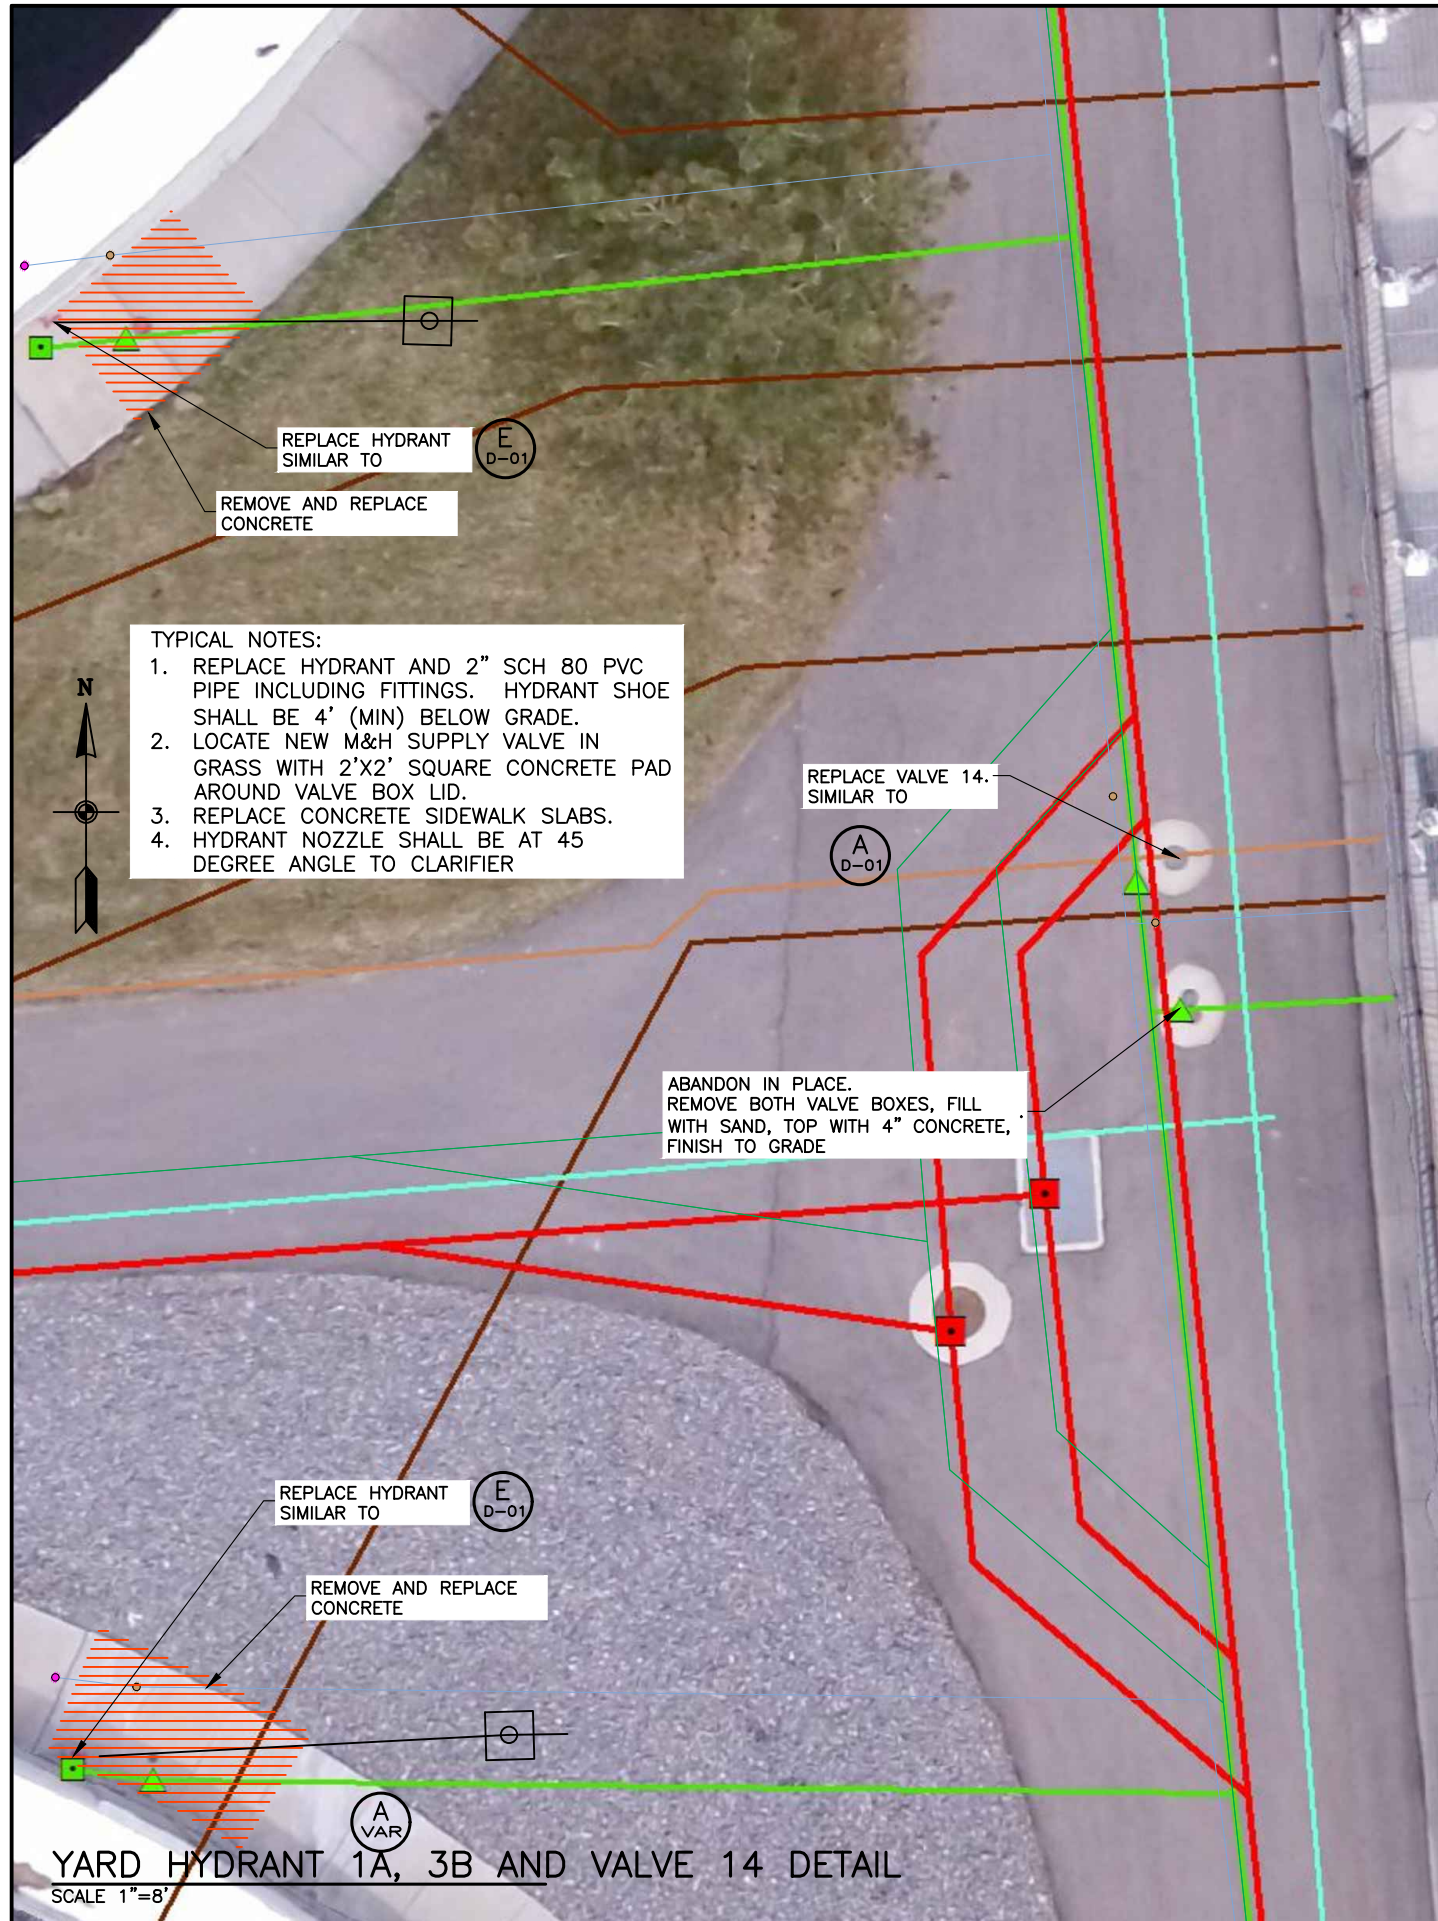 REPLACE HYDRANT
SIMILAR TO
E
D-01
REMOVE AND REPLACE
CONCRETE
TYPICAL NOTES:
1. REPLACE HYDRANT AND 2" SCH 80 PVC
PIPE INCLUDING FITTINGS. HYDRANT SHOE
SHALL BE 4' (MIN) BELOW GRADE.
2. LOCATE NEW M&H SUPPLY VALVE IN
GRASS WITH 2'X2' SQUARE CONCRETE PAD
AROUND VALVE BOX LID.
3. REPLACE CONCRETE SIDEWALK SLABS.
4. HYDRANT NOZZLE SHALL BE AT 45
DEGREE ANGLE TO CLARIFIER
N
REPLACE VALVE 14.
SIMILAR TO
A
D-01
ABANDON IN PLACE.
REMOVE BOTH VALVE BOXES, FILL
WITH SAND, TOP WITH 4" CONCRETE,
FINISH TO GRADE
REPLACE HYDRANT
SIMILAR TO
E
D-01
REMOVE AND REPLACE
CONCRETE
A
VAR
YARD HYDRANT 1A, 3B AND VALVE 14 DETAIL
SCALE 1"=8'